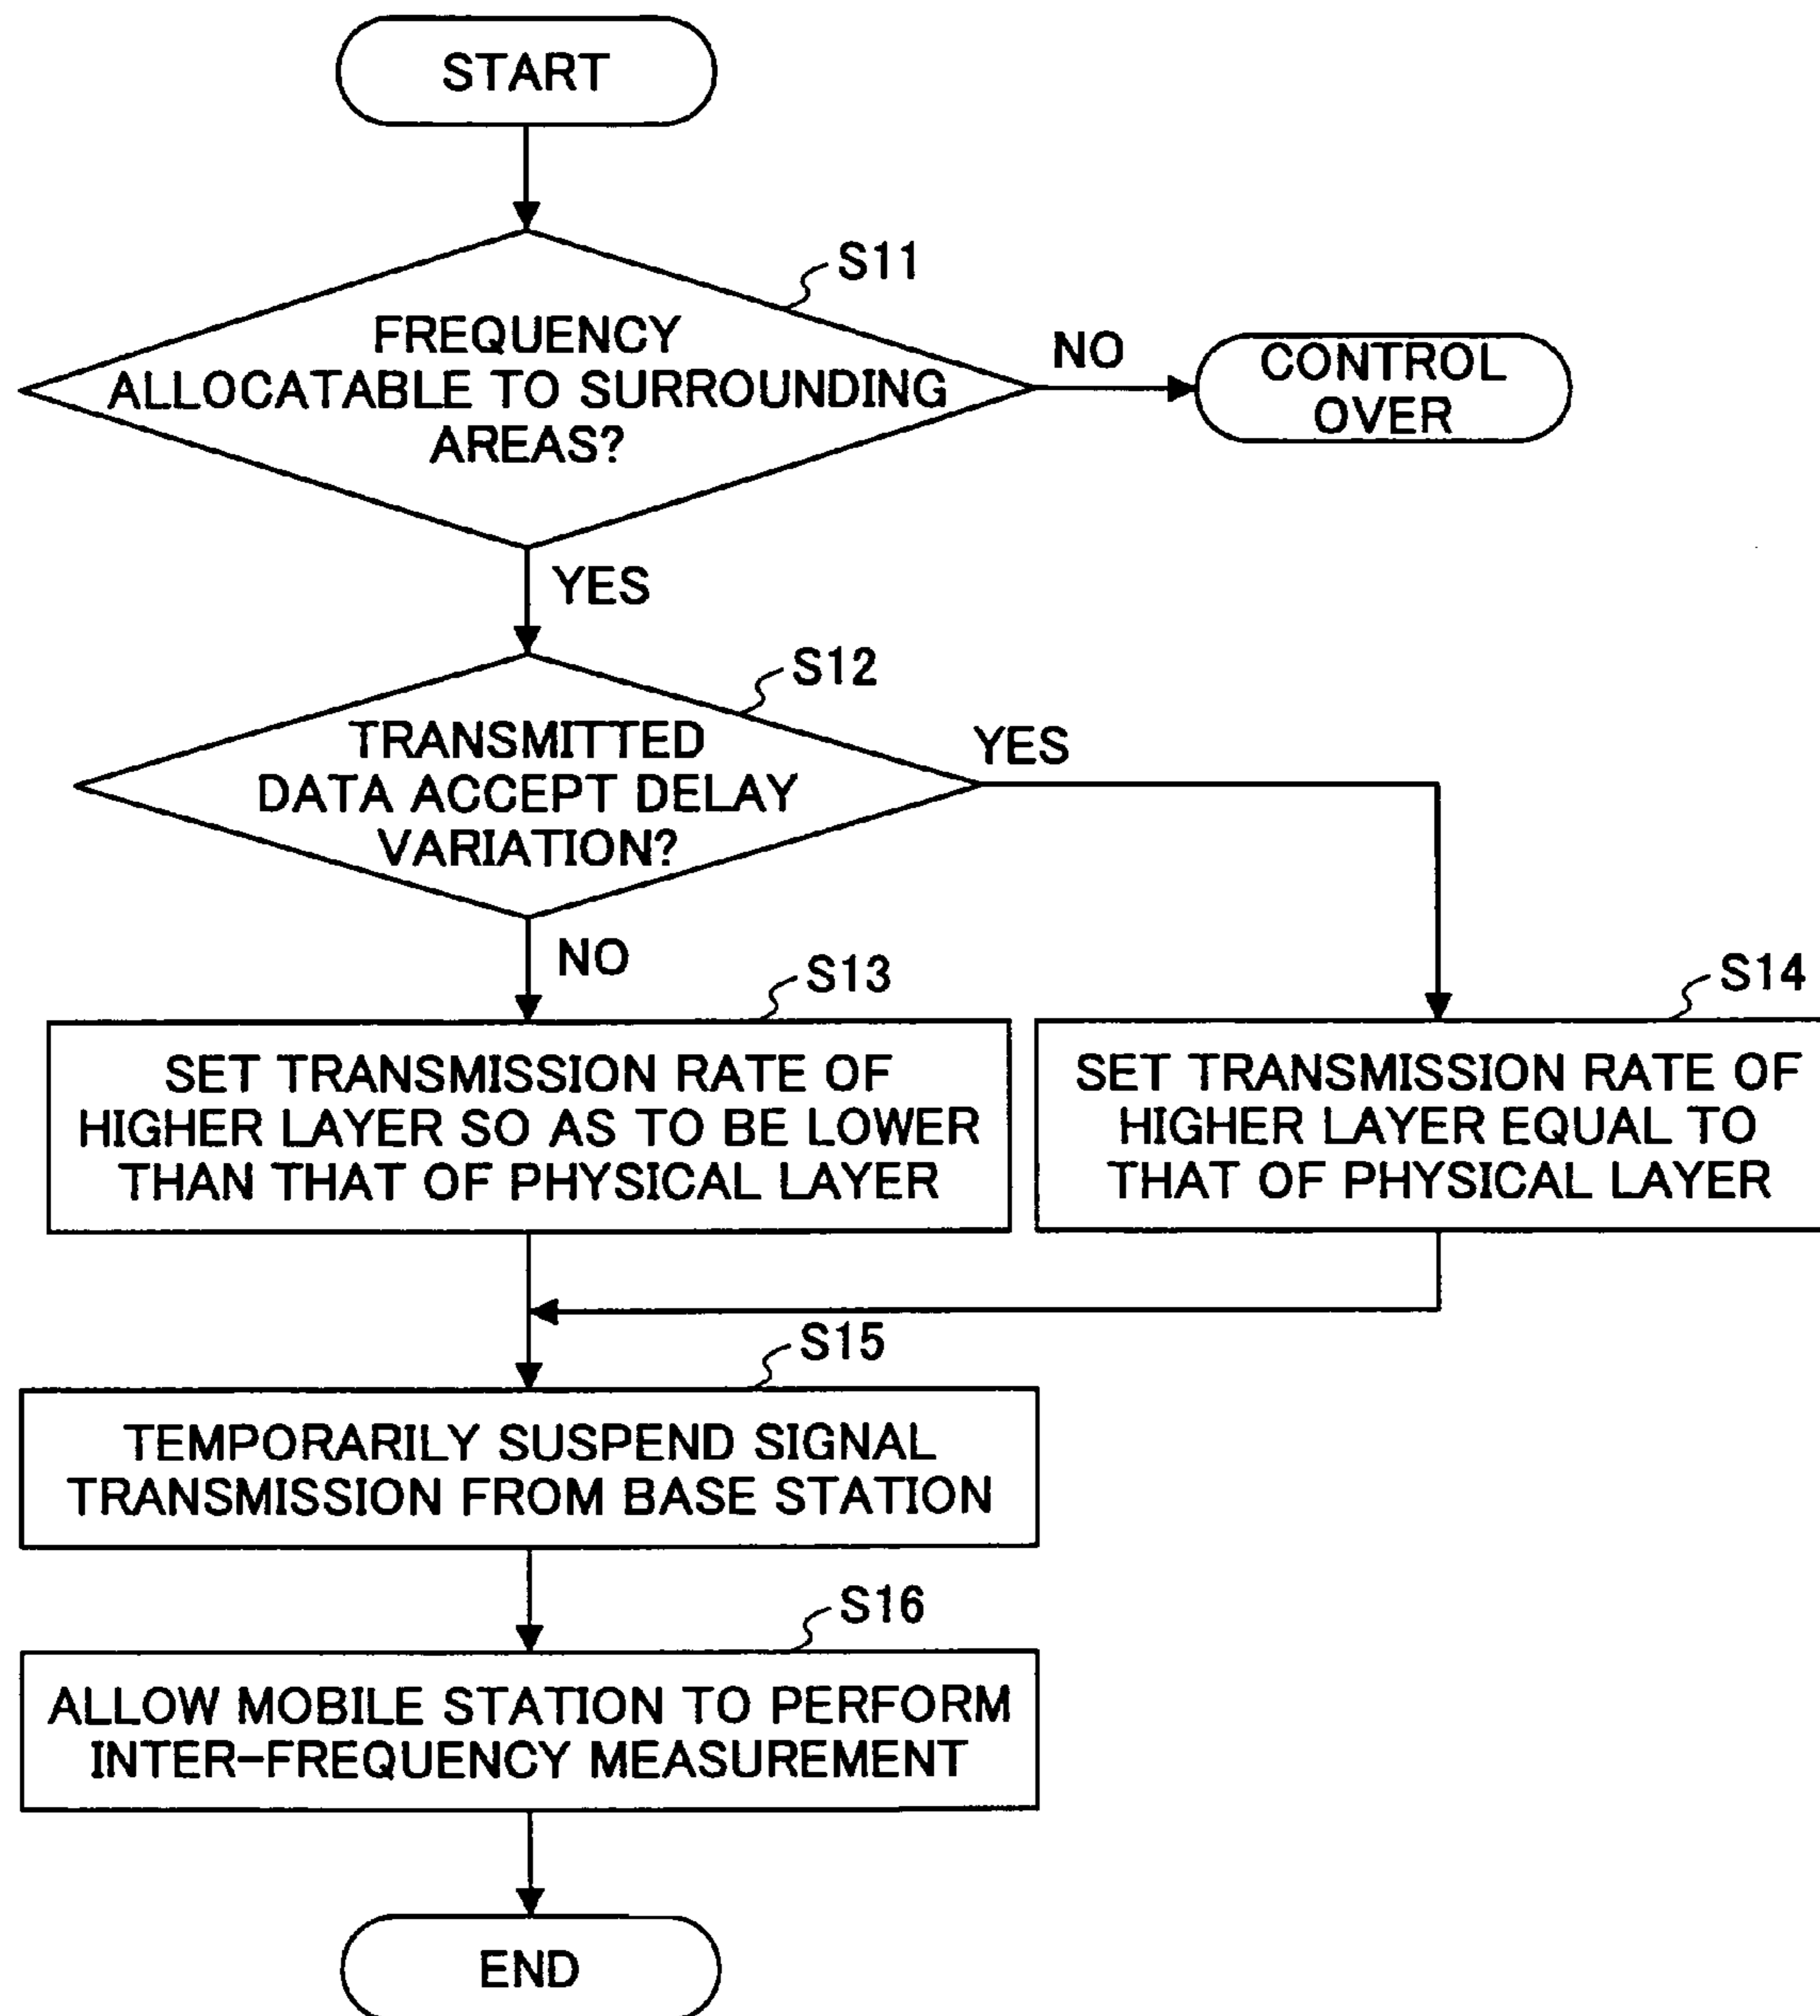 START
S11
FREQUENCY
ALLOCATABLE TO SURROUNDING
AREAS?
NO
CONTROL
OVER
YES
S12
TRANSMITTED
DATA ACCEPT DELAY
VARIATION?
YES
NO
S13
SET TRANSMISSION RATE OF
HIGHER LAYER SO AS TO BE LOWER
THAN THAT OF PHYSICAL LAYER
S14
SET TRANSMISSION RATE OF
HIGHER LAYER EQUAL TO
THAT OF PHYSICAL LAYER
S15
TEMPORARILY SUSPEND SIGNAL
TRANSMISSION FROM BASE STATION
S16
ALLOW MOBILE STATION TO PERFORM
INTER-FREQUENCY MEASUREMENT
END